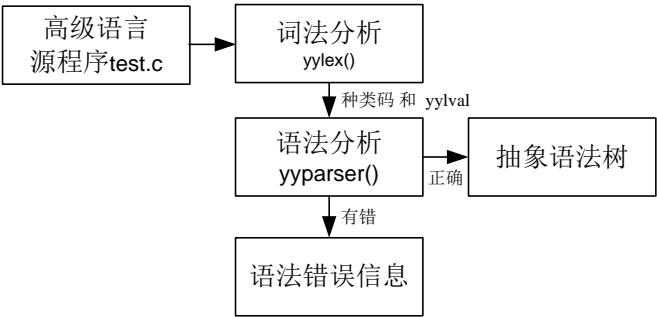 高级语言
源程序test.c
词法分析
yylex()
种类码 和 yylval
语法分析
yyparser()
正确
抽象语法树
有错
语法错误信息